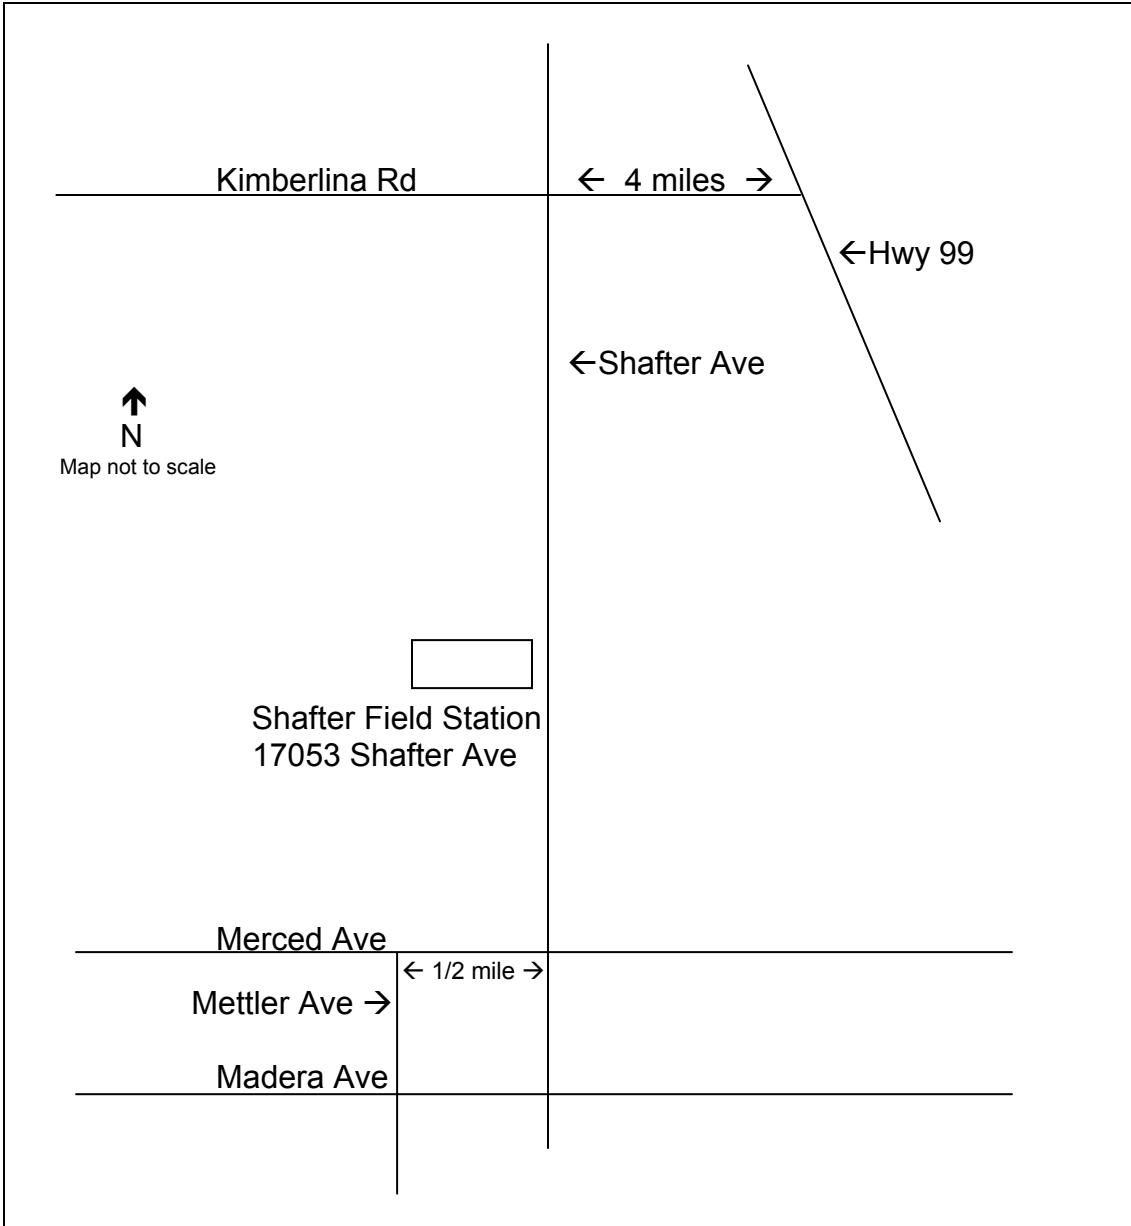 Kimberlina Rd
← 4 miles →
←Hwy 99
←Shafter Ave
N
Map not to scale
Shafter Field Station
17053 Shafter Ave
Merced Ave
← 1/2 mile →
Mettler Ave →
Madera Ave